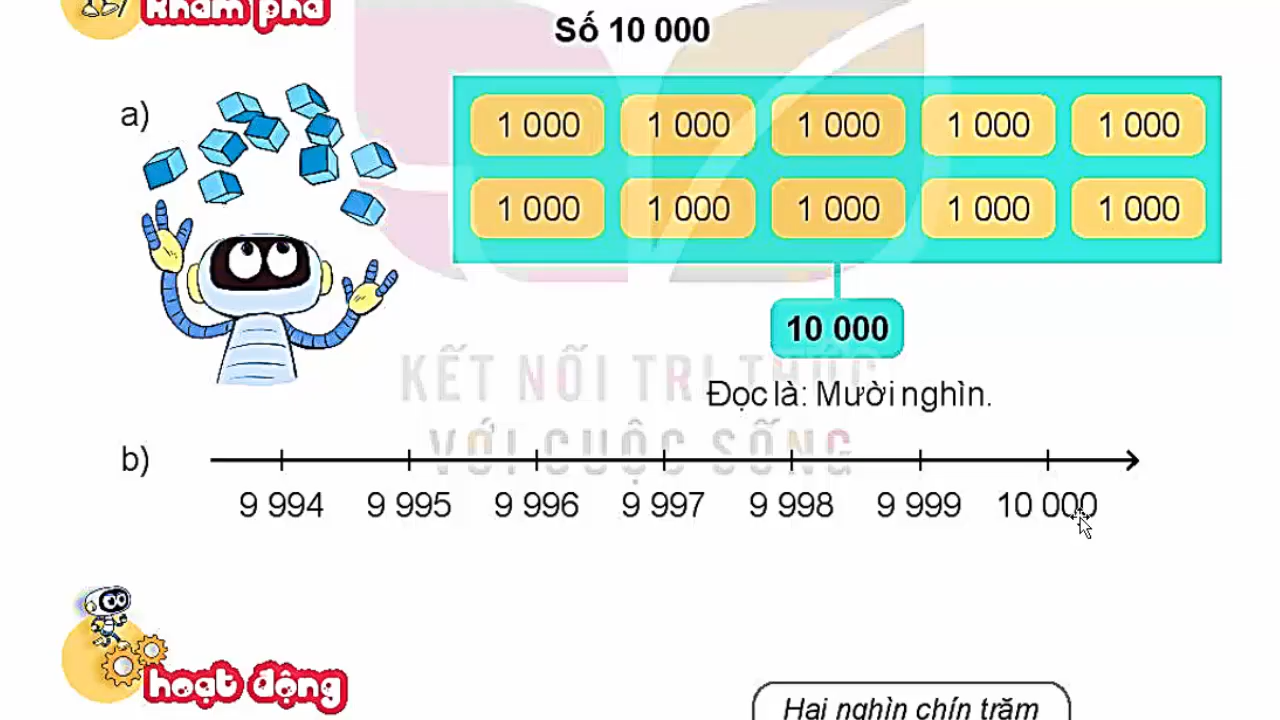 khám phá
Số 10 000
a)
1 000 1 000 1 000 1 000 1 000
1 000 1 000 1 000 1 000 1 000
10 000
Đọc là: Mười nghìn.
KẾT NỐI TRI THỨC
VỚI CUỘC SỐNG
b)
9 994 9 995 9 996 9 997 9 998 9 999 10 000
hoạt động
Hai nghìn chín trăm